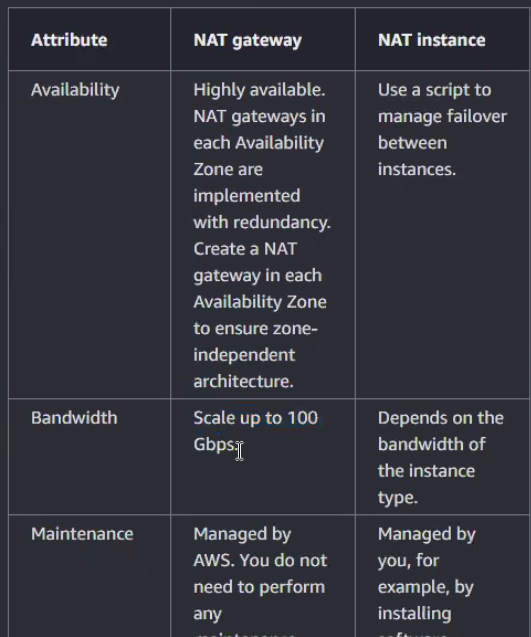 Attribute
NAT gateway
NAT instance
Availability
Highly available.
NAT gateways in
each Availability
Zone are
implemented
with redundancy.
Create a NAT
gateway in each
Availability Zone
to ensure zone-
independent
architecture.
Use a script to
manage failover
between
instances.
Bandwidth
Scale up to 100
Gbps.
Depends on the
bandwidth of
the instance
type.
Maintenance
Managed by
AWS. You do not
need to perform
any
Managed by
you, for
example, by
installing